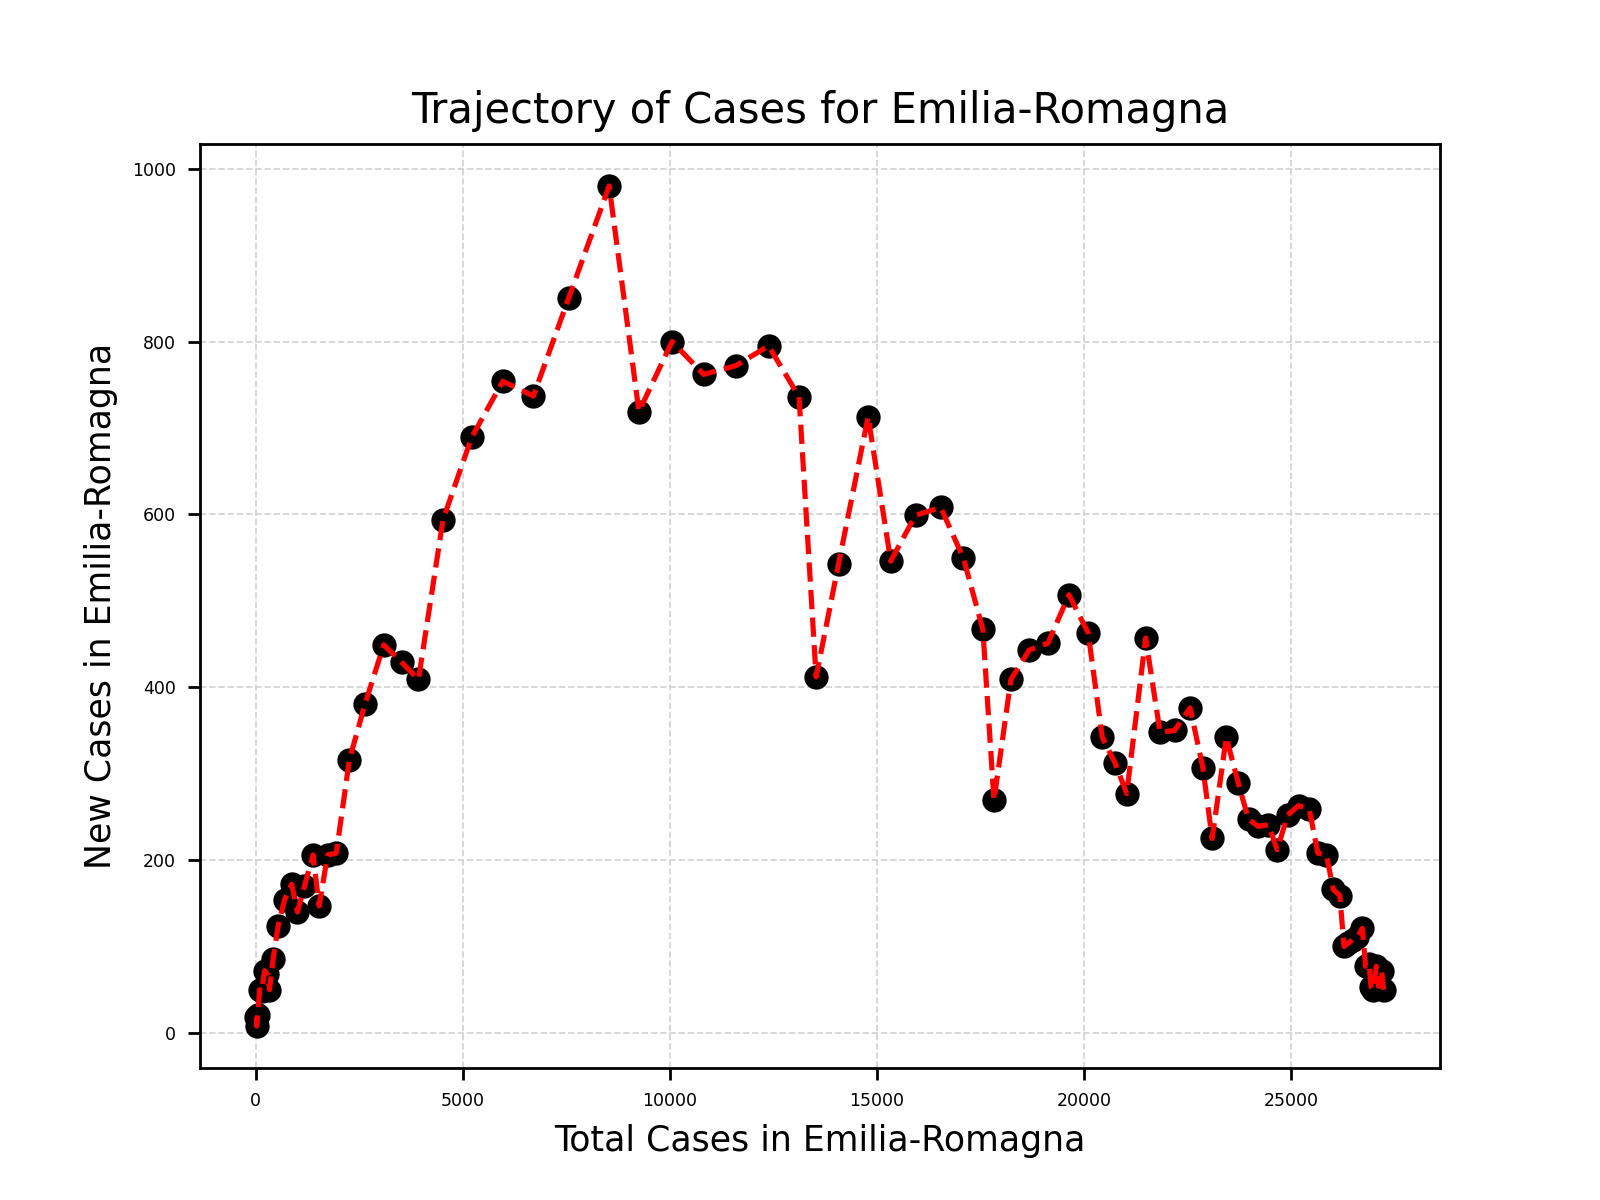 Trajectory of Cases for Emilia-Romagna
New Cases in Emilia-Romagna
1000
800
600
400
200
0
0 5000 10000 15000 20000 25000
Total Cases in Emilia-Romagna